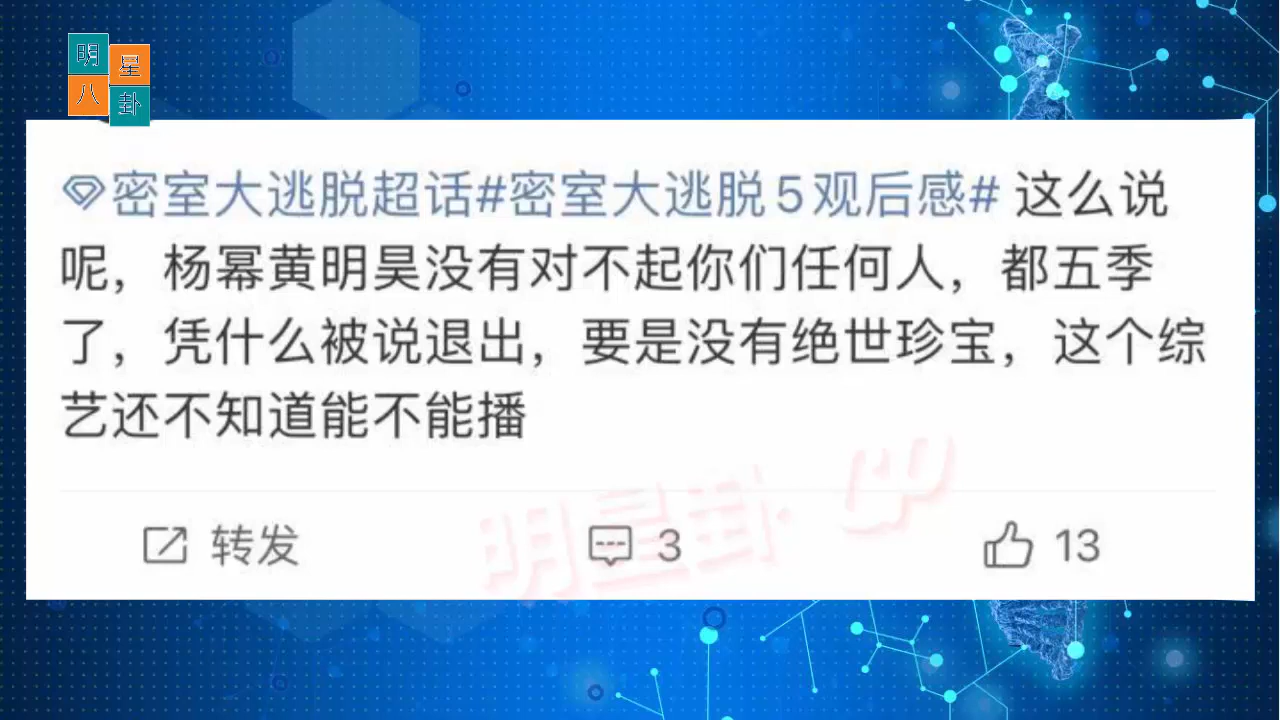 明星
八卦
密室大逃脱超话#密室大逃脱5观后感# 这么说
呢，杨幂黄明昊没有对不起你们任何人，都五季
了，凭什么被说退出，要是没有绝世珍宝，这个综
艺还不知道能不能播
明星卦
转发 3 13